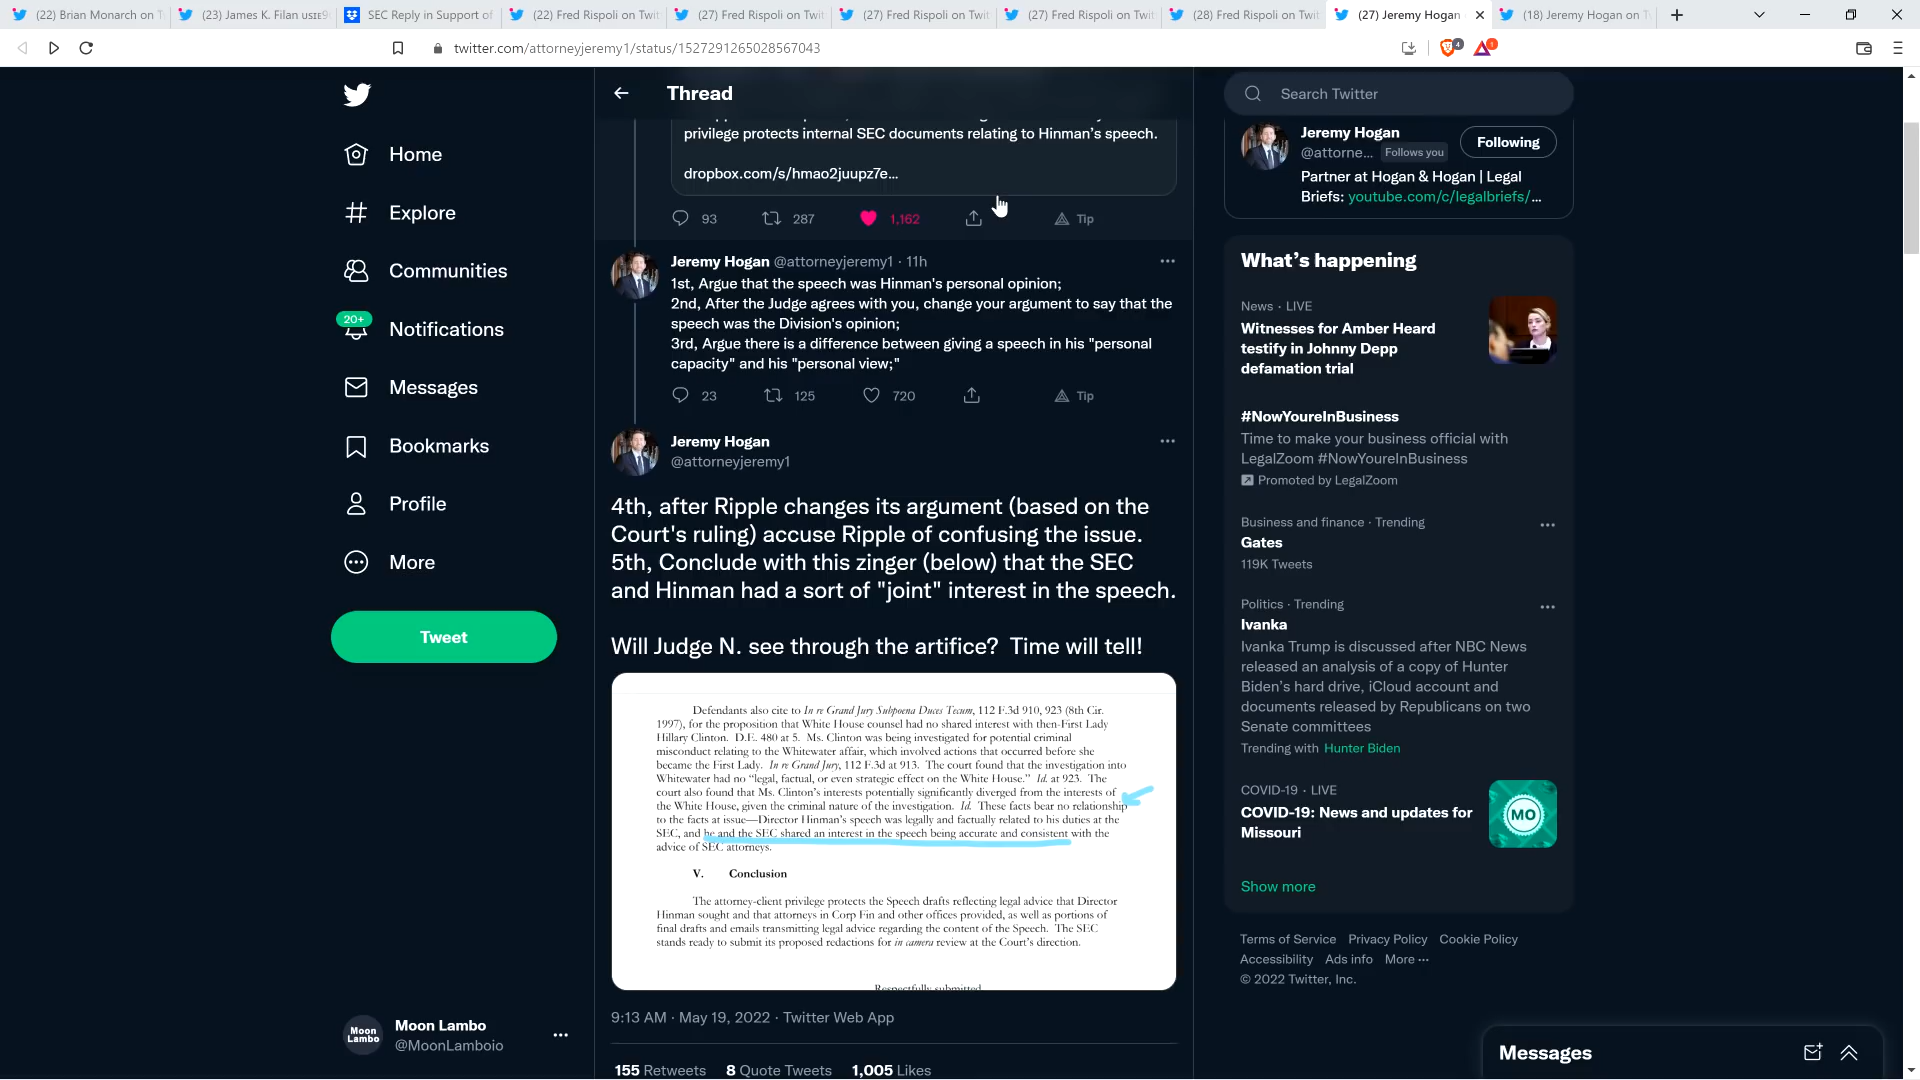 (22) Brian Monarch on T
(23) James K. Filan
SEC Reply in Support of
(22) Fred Rispoli on Twit
(27) Fred Rispoli on Twit
(27) Fred Rispoli on Twit
(27) Fred Rispoli on Twit
(28) Fred Rispoli on Twit
(27) Jeremy Hogan
(18) Jeremy Hogan on T
twitter.com/attorneyjeremy1/status/1527291265028567043
4
1
Home
Explore
Communities
20+
Notifications
Messages
Bookmarks
Profile
More
Tweet
Moon Lambo
Moon Lambo
@MoonLamboio
Thread
privilege protects internal SEC documents relating to Hinman's speech.
dropbox.com/s/hmao2juupz7e...
93 287 1,162 Tip
Jeremy Hogan @attorneyjeremy1 · 11h
1st, Argue that the speech was Hinman's personal opinion;
2nd, After the Judge agrees with you, change your argument to say that the
speech was the Division's opinion;
3rd, Argue there is a difference between giving a speech in his "personal
capacity" and his "personal view;"
23 125 720 Tip
Jeremy Hogan
@attorneyjeremy1
4th, after Ripple changes its argument (based on the
Court's ruling) accuse Ripple of confusing the issue.
5th, Conclude with this zinger (below) that the SEC
and Hinman had a sort of "joint" interest in the speech.
Will Judge N. see through the artifice? Time will tell!
Defendants also cite to In re Grand Jury Subpoena Duces Tecum, 112 F.3d 910, 923 (8th Cir.
1997), for the proposition that White House counsel had no shared interest with then-First Lady
Hillary Clinton. D.E. 480 at 5. Ms. Clinton was being investigated for potential criminal
misconduct relating to the Whitewater affair, which involved actions that occurred before she
became the First Lady. In re Grand Jury, 112 F.3d at 913. The court found that the investigation into
Whitewater had no "legal, factual, or even strategic effect on the White House." Id. at 923. The
court also found that Ms. Clinton's interests potentially significantly diverged from the interests of
the White House, given the criminal nature of the investigation. Id. These facts bear no relationship
to the facts at issue—Director Hinman's speech was legally and factually related to his duties at the
SEC, and he and the SEC shared an interest in the speech being accurate and consistent with the
advice of SEC attorneys.
V. Conclusion
The attorney-client privilege protects the Speech drafts reflecting legal advice that Director
Hinman sought and that attorneys in Corp Fin and other offices provided, as well as portions of
final drafts and emails transmitting legal advice regarding the content of the Speech. The SEC
stands ready to submit its proposed redactions for in camera review at the Court's direction.
Respectfully submitted
9:13 AM · May 19, 2022 · Twitter Web App
155 Retweets 8 Quote Tweets 1,005 Likes
Search Twitter
Jeremy Hogan
@attorne... Follows you
Following
Partner at Hogan & Hogan | Legal
Briefs: youtube.com/c/legalbriefs/...
What's happening
News · LIVE
Witnesses for Amber Heard
testify in Johnny Depp
defamation trial
#NowYoureInBusiness
Time to make your business official with
LegalZoom #NowYoureInBusiness
Promoted by LegalZoom
Business and finance · Trending
Gates
119K Tweets
Politics · Trending
Ivanka
Ivanka Trump is discussed after NBC News
released an analysis of a copy of Hunter
Biden's hard drive, iCloud account and
documents released by Republicans on two
Senate committees
Trending with Hunter Biden
COVID-19 · LIVE
COVID-19: News and updates for
Missouri
MO
Show more
Terms of Service Privacy Policy Cookie Policy
Accessibility Ads info More
© 2022 Twitter, Inc.
Messages